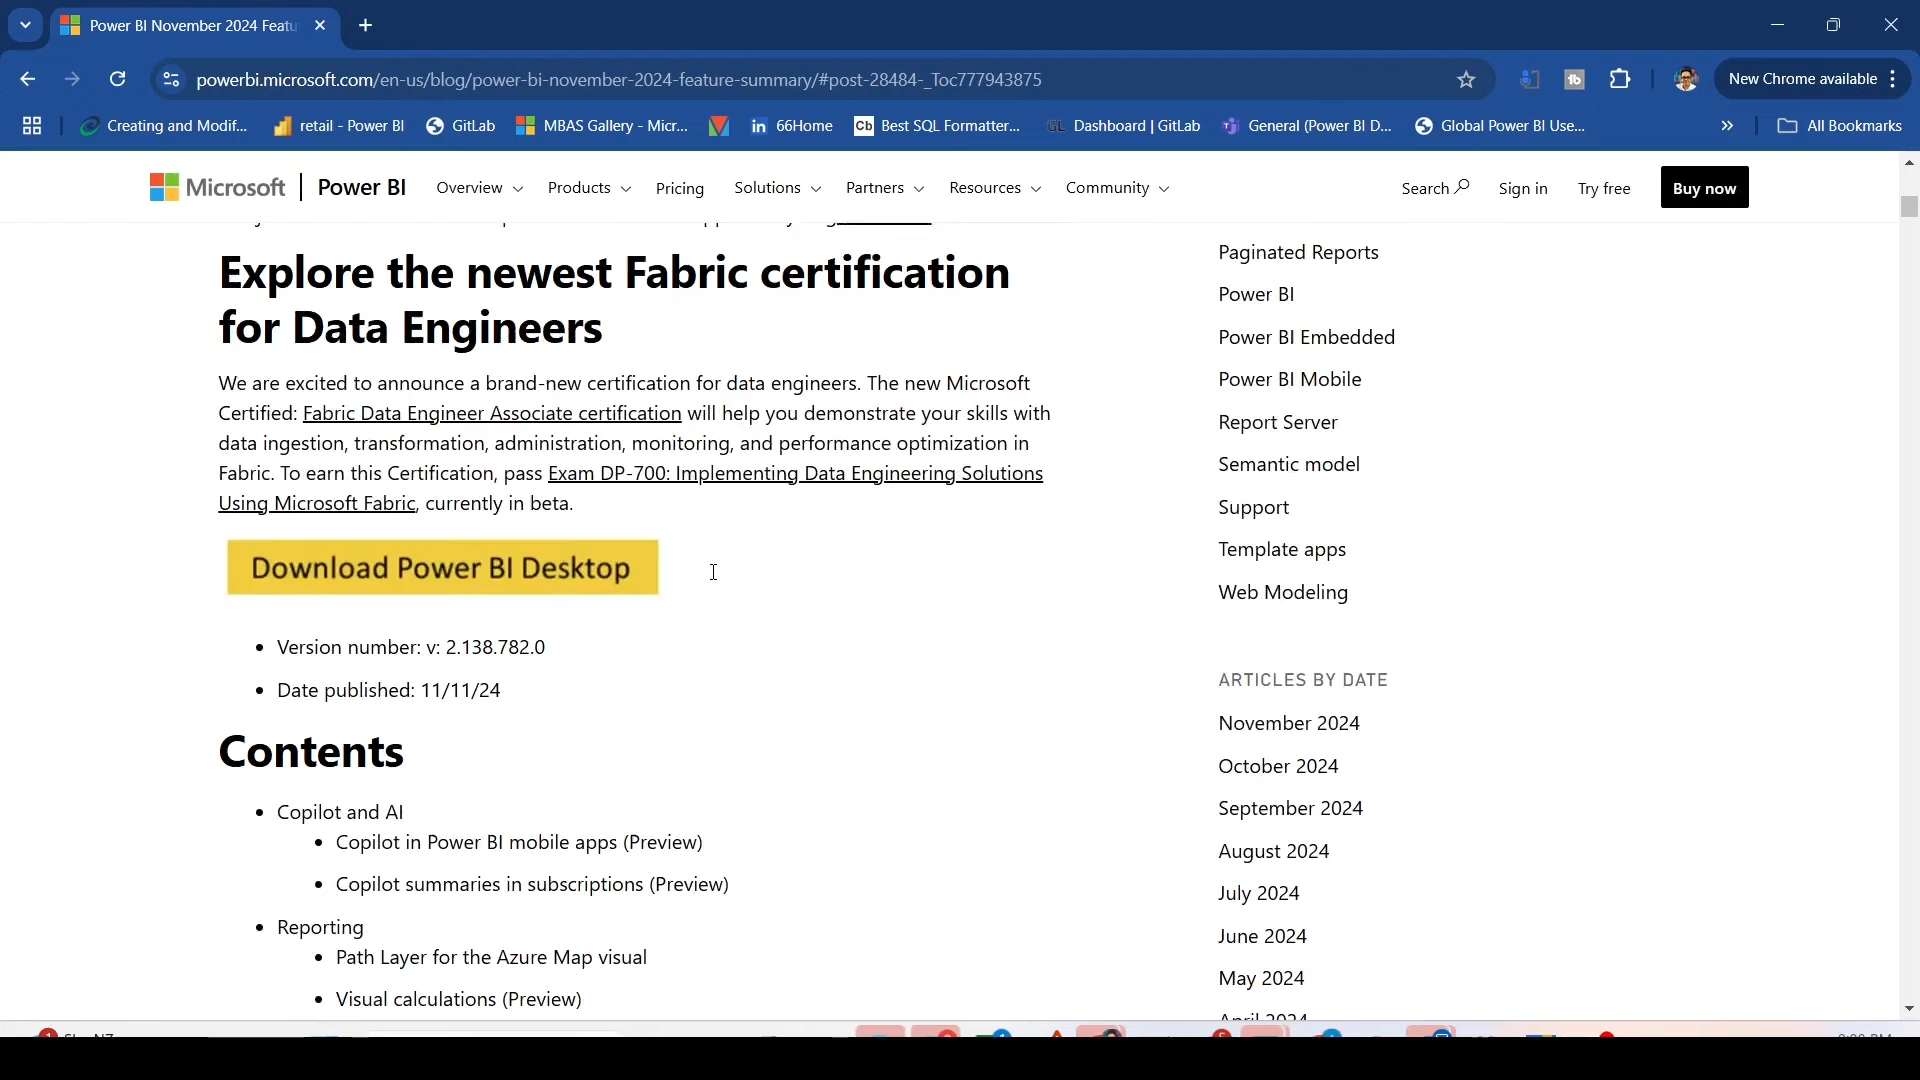 Power BI November 2024 Featu
powerbi.microsoft.com/en-us/blog/power-bi-november-2024-feature-summary/#post-28484-_Toc777943875
New Chrome available
Creating and Modif...
retail - Power BI
GitLab
MBAS Gallery - Micr...
in 66Home
Cb Best SQL Formatter...
GL Dashboard | GitLab
General (Power BI D...
Global Power BI Use...
All Bookmarks
Microsoft
Power BI
Overview
Products
Pricing
Solutions
Partners
Resources
Community
Search
Sign in
Try free
Buy now
Explore the newest Fabric certification
for Data Engineers
We are excited to announce a brand-new certification for data engineers. The new Microsoft
Certified: Fabric Data Engineer Associate certification will help you demonstrate your skills with
data ingestion, transformation, administration, monitoring, and performance optimization in
Fabric. To earn this Certification, pass Exam DP-700: Implementing Data Engineering Solutions
Using Microsoft Fabric, currently in beta.
Download Power BI Desktop
• Version number: v: 2.138.782.0
• Date published: 11/11/24
Contents
• Copilot and AI
• Copilot in Power BI mobile apps (Preview)
• Copilot summaries in subscriptions (Preview)
• Reporting
• Path Layer for the Azure Map visual
• Visual calculations (Preview)
Paginated Reports
Power BI
Power BI Embedded
Power BI Mobile
Report Server
Semantic model
Support
Template apps
Web Modeling
ARTICLES BY DATE
November 2024
October 2024
September 2024
August 2024
July 2024
June 2024
May 2024
April 2024